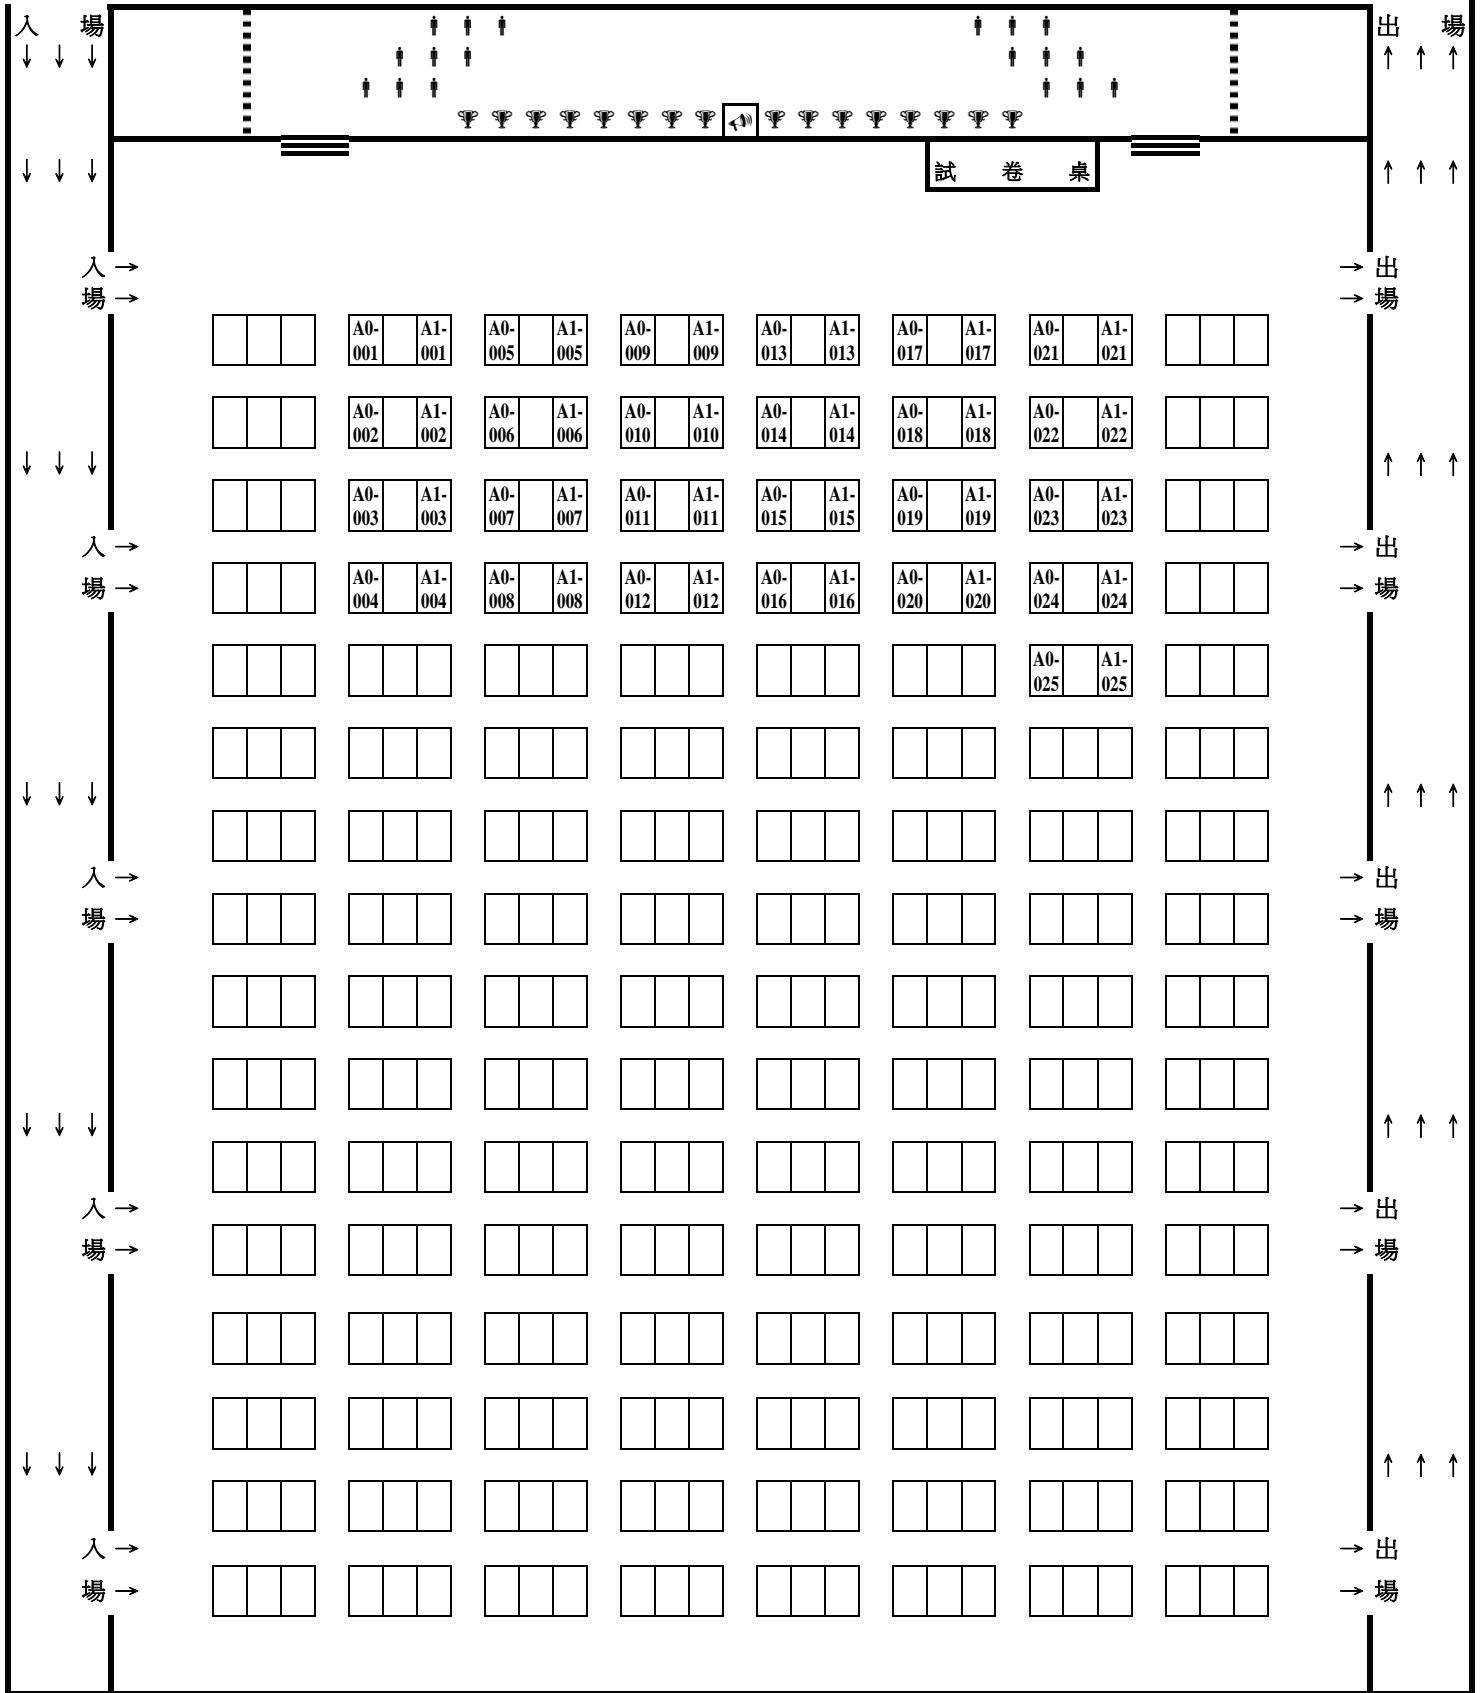 入 場 出 場
↓ ↓ ↓ ↑ ↑ ↑
↓ ↓ ↓ 試 卷 桌 ↑ ↑ ↑
入 → → 出
場 → → 場
A0- A1- A0- A1- A0- A1- A0- A1- A0- A1- A0- A1-
001 001 005 005 009 009 013 013 017 017 021 021
A0- A1- A0- A1- A0- A1- A0- A1- A0- A1- A0- A1-
002 002 006 006 010 010 014 014 018 018 022 022
↓ ↓ ↓ ↑ ↑ ↑
A0- A1- A0- A1- A0- A1- A0- A1- A0- A1- A0- A1-
003 003 007 007 011 011 015 015 019 019 023 023
入 → → 出
場 → A0- A1- A0- A1- A0- A1- A0- A1- A0- A1- A0- A1- → 場
004 004 008 008 012 012 016 016 020 020 024 024
A0- A1-
025 025
↓ ↓ ↓ ↑ ↑ ↑
入 → → 出
場 → → 場
↓ ↓ ↓ ↑ ↑ ↑
入 → → 出
場 → → 場
↓ ↓ ↓ ↑ ↑ ↑
入 → → 出
場 → → 場